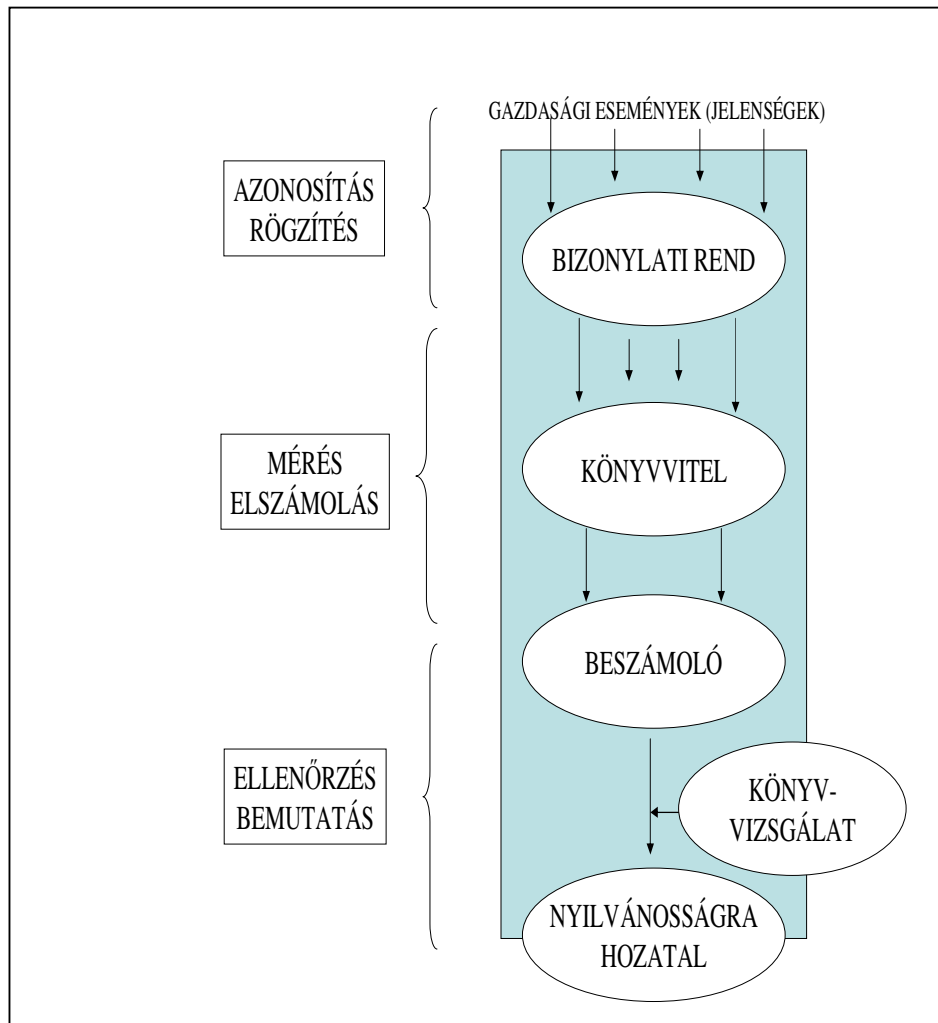 GAZDASÁGI ESEMÉNYEK (JELENSÉGEK)
AZONOSÍTÁS
RÖGZÍTÉS
BIZONYLATI REND
MÉRÉS
ELSZÁMOLÁS
KÖNYVVITEL
BESZÁMOLÓ
ELLENŐRZÉS
BEMUTATÁS
KÖNYV-
VIZSGÁLAT
NYILVÁNOSSÁGRA
HOZATAL